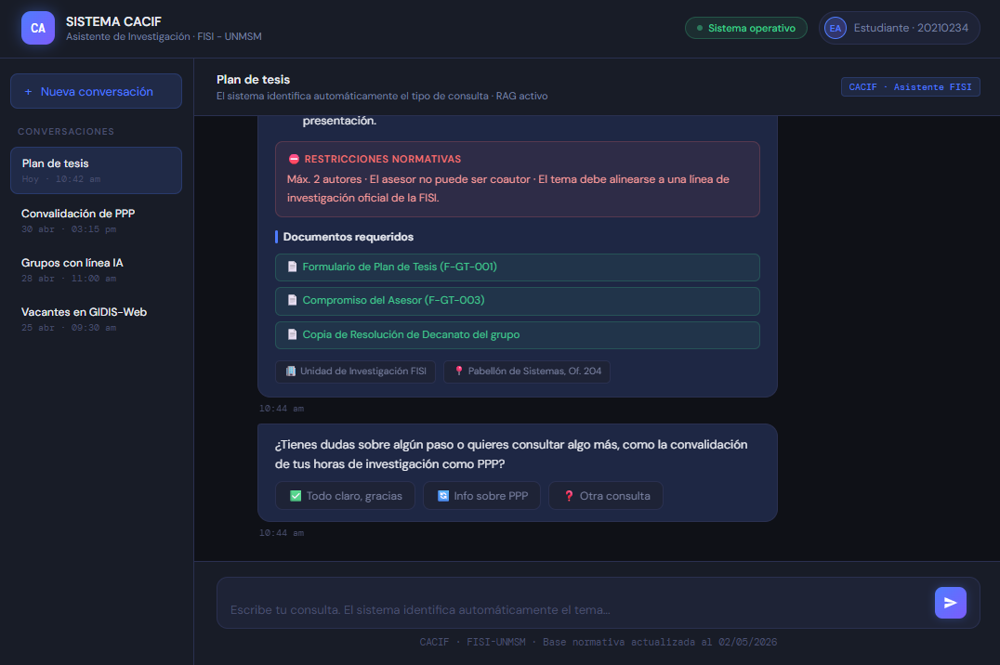 CA
SISTEMA CACIF
Asistente de Investigación · FISI - UNMSM
Sistema operativo
EA
Estudiante · 20210234
+ Nueva conversación
CONVERSACIONES
Plan de tesis
Hoy · 10:42 am
Convalidación de PPP
30 abr · 03:15 pm
Grupos con línea IA
28 abr · 11:00 am
Vacantes en GIDIS-Web
25 abr · 09:30 am
Plan de tesis
El sistema identifica automáticamente el tipo de consulta · RAG activo
CACIF · Asistente FISI
presentación.
RESTRICCIONES NORMATIVAS
Máx. 2 autores · El asesor no puede ser coautor · El tema debe alinearse a una línea de
investigación oficial de la FISI.
Documentos requeridos
Formulario de Plan de Tesis (F-GT-001)
Compromiso del Asesor (F-GT-003)
Copia de Resolución de Decanato del grupo
Unidad de Investigación FISI
Pabellón de Sistemas, Of. 204
10:44 am
¿Tienes dudas sobre algún paso o quieres consultar algo más, como la convalidación
de tus horas de investigación como PPP?
Todo claro, gracias
Info sobre PPP
Otra consulta
10:44 am
Escribe tu consulta. El sistema identifica automáticamente el tema...
CACIF · FISI-UNMSM · Base normativa actualizada al 02/05/2026